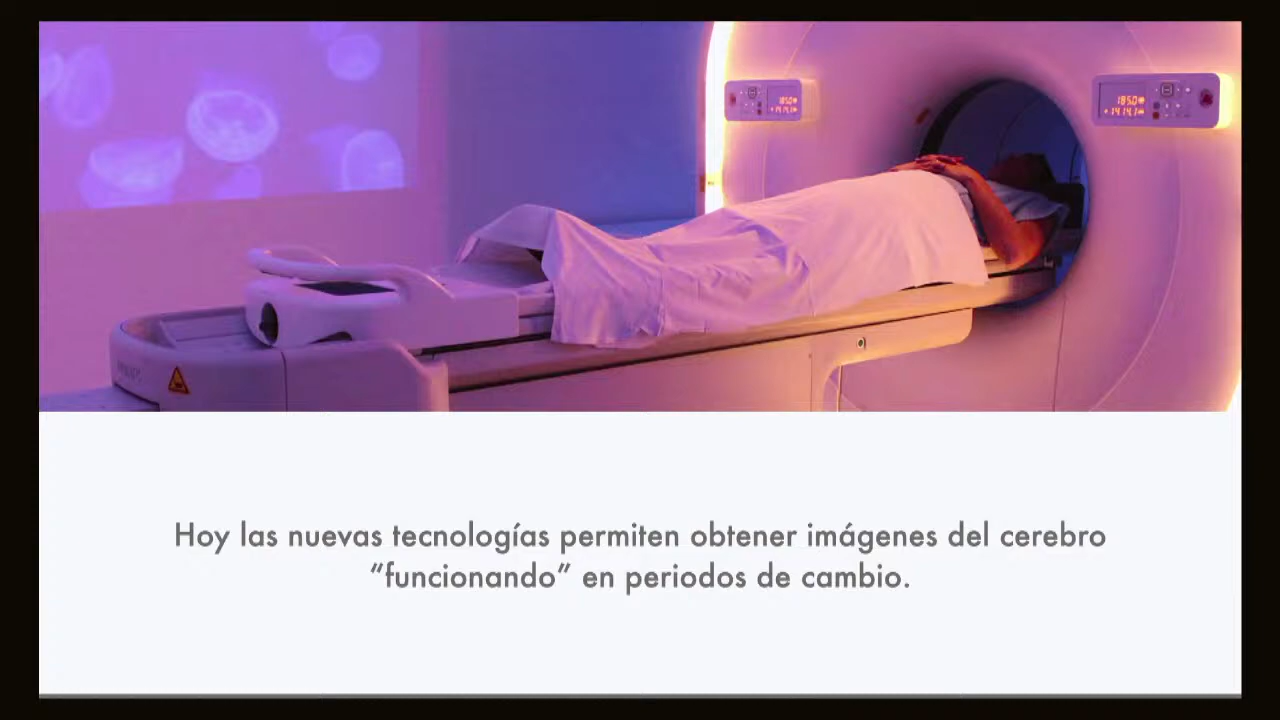 Hoy las nuevas tecnologías permiten obtener imágenes del cerebro
“funcionando” en periodos de cambio.